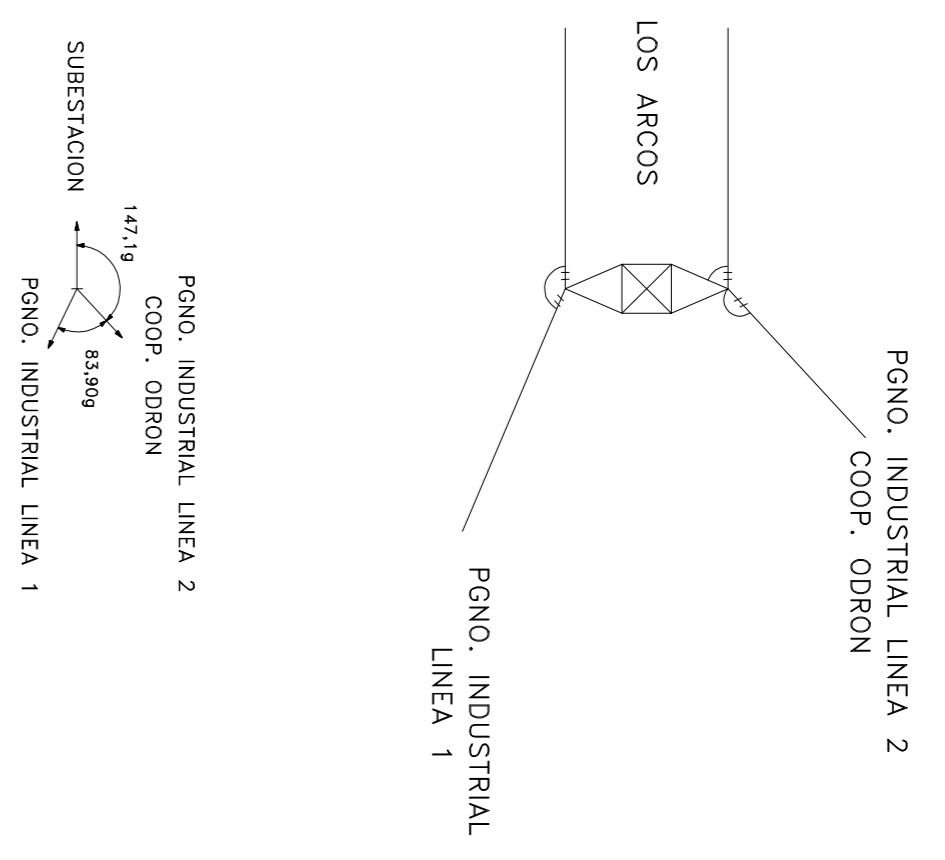 LOS ARCOS
PGNO. INDUSTRIAL LINEA 2
COOP. ODRON
PGNO. INDUSTRIAL
LINEA 1
SUBESTACION
147,1g
83,90g
PGNO. INDUSTRIAL LINEA 2
COOP. ODRON
PGNO. INDUSTRIAL LINEA 1